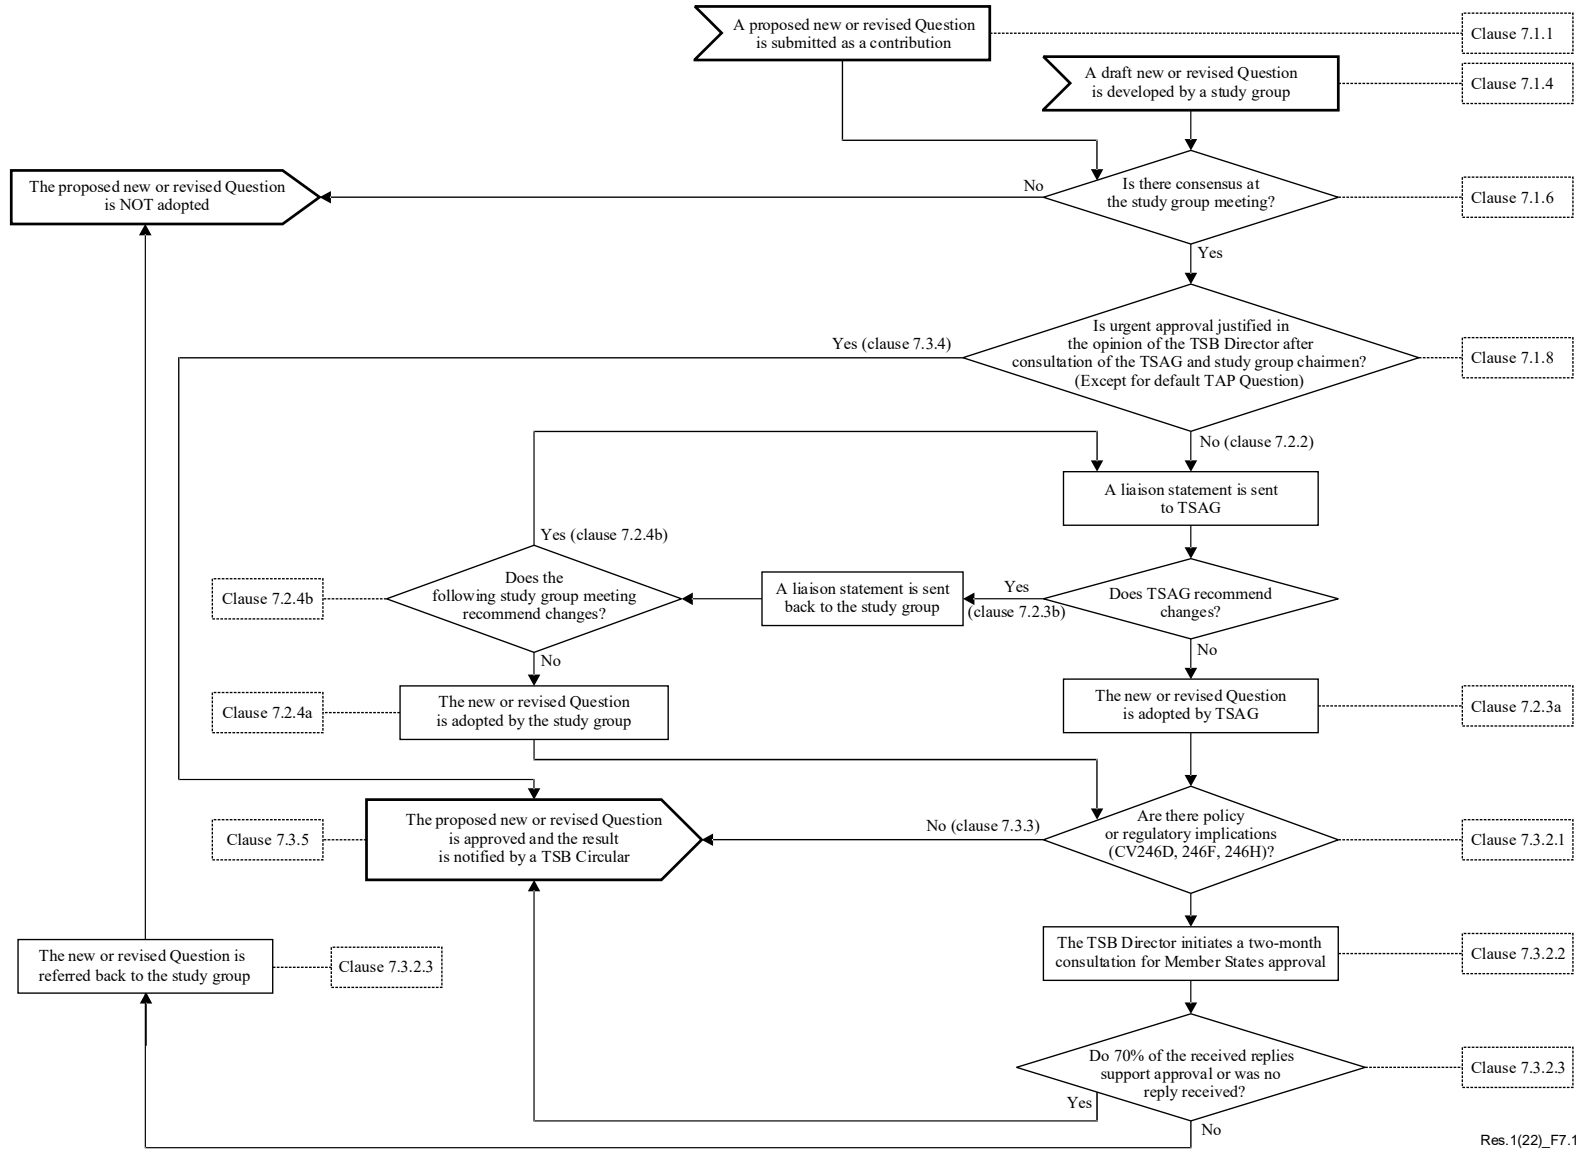 A proposed new or revised Question
is submitted as a contribution
Clause 7.1.1
A draft new or revised Question
is developed by a study group
Clause 7.1.4
The proposed new or revised Question
is NOT adopted
No
Is there consensus at
the study group meeting?
Clause 7.1.6
Yes
Is urgent approval justified in
the opinion of the TSB Director after
consultation of the TSAG and study group chairmen?
(Except for default TAP Question)
Yes (clause 7.3.4)
Clause 7.1.8
No (clause 7.2.2)
A liaison statement is sent
to TSAG
Yes (clause 7.2.4b)
Clause 7.2.4b
Does the
following study group meeting
recommend changes?
A liaison statement is sent
back to the study group
Yes
(clause 7.2.3b)
Does TSAG recommend
changes?
No
No
Clause 7.2.4a
The new or revised Question
is adopted by the study group
The new or revised Question
is adopted by TSAG
Clause 7.2.3a
Clause 7.3.5
The proposed new or revised Question
is approved and the result
is notified by a TSB Circular
No (clause 7.3.3)
Are there policy
or regulatory implications
(CV246D, 246F, 246H)?
Clause 7.3.2.1
The new or revised Question is
referred back to the study group
Clause 7.3.2.3
The TSB Director initiates a two-month
consultation for Member States approval
Clause 7.3.2.2
Do 70% of the received replies
support approval or was no
reply received?
Clause 7.3.2.3
Yes
No
Res.1(22)_F7.1